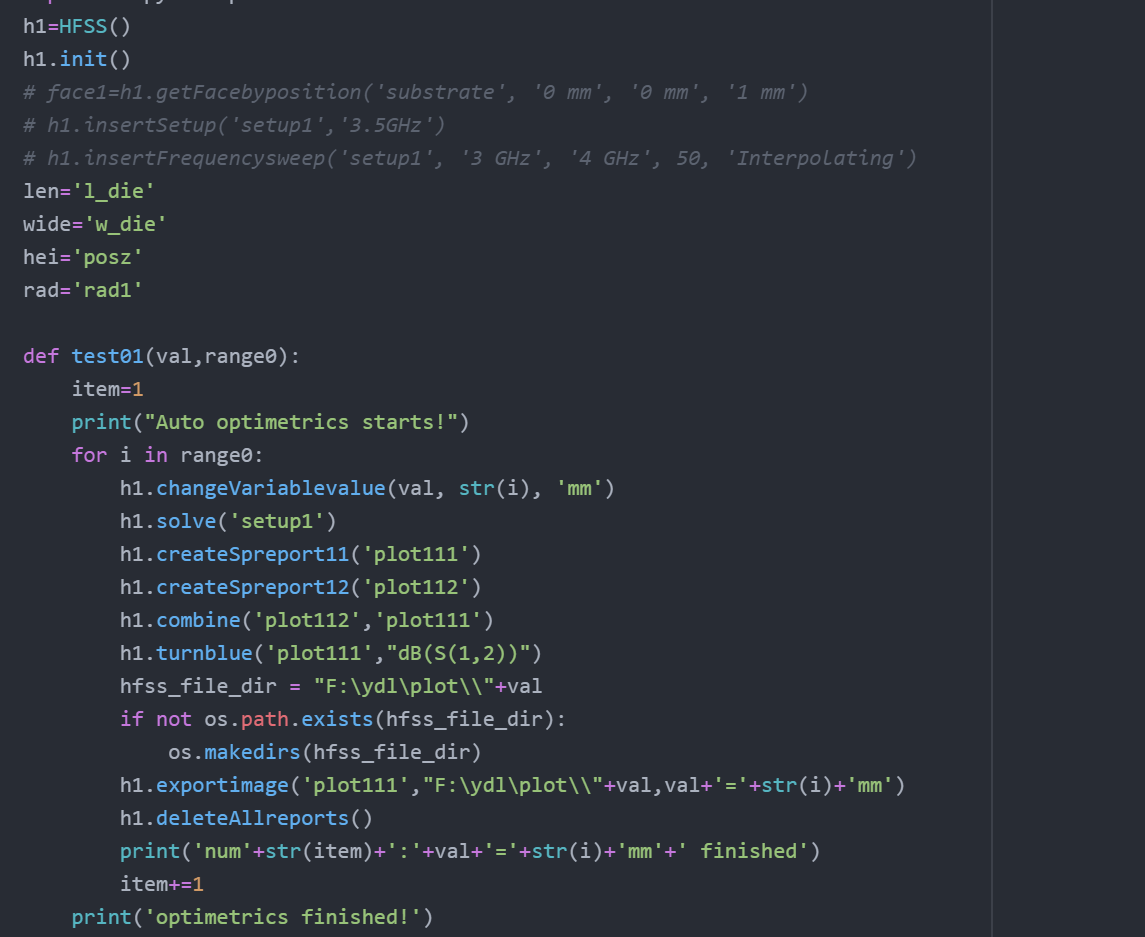 h1=HFSS()
h1.init()
# face1=h1.getFacebyposition('substrate', '0 mm', '0 mm', '1 mm')
# h1.insertSetup('setup1','3.5GHz')
# h1.insertFrequencysweep('setup1', '3 GHz', '4 GHz', 50, 'Interpolating')
len='l_die'
wide='w_die'
hei='posz'
rad='rad1'
def test01(val,range0):
    item=1
    print("Auto optimetrics starts!")
    for i in range0:
        h1.changeVariablevalue(val, str(i), 'mm')
        h1.solve('setup1')
        h1.createSpreport11('plot111')
        h1.createSpreport12('plot112')
        h1.combine('plot112','plot111')
        h1.turnblue('plot111',"dB(S(1,2))")
        hfss_file_dir = "F:\ydl\plot\\"+val
        if not os.path.exists(hfss_file_dir):
            os.makedirs(hfss_file_dir)
        h1.exportimage('plot111',"F:\ydl\plot\\"+val,val+'='+str(i)+'mm')
        h1.deleteAllreports()
        print('num'+str(item)+':'+val+'='+str(i)+'mm'+' finished')
        item+=1
    print('optimetrics finished!')